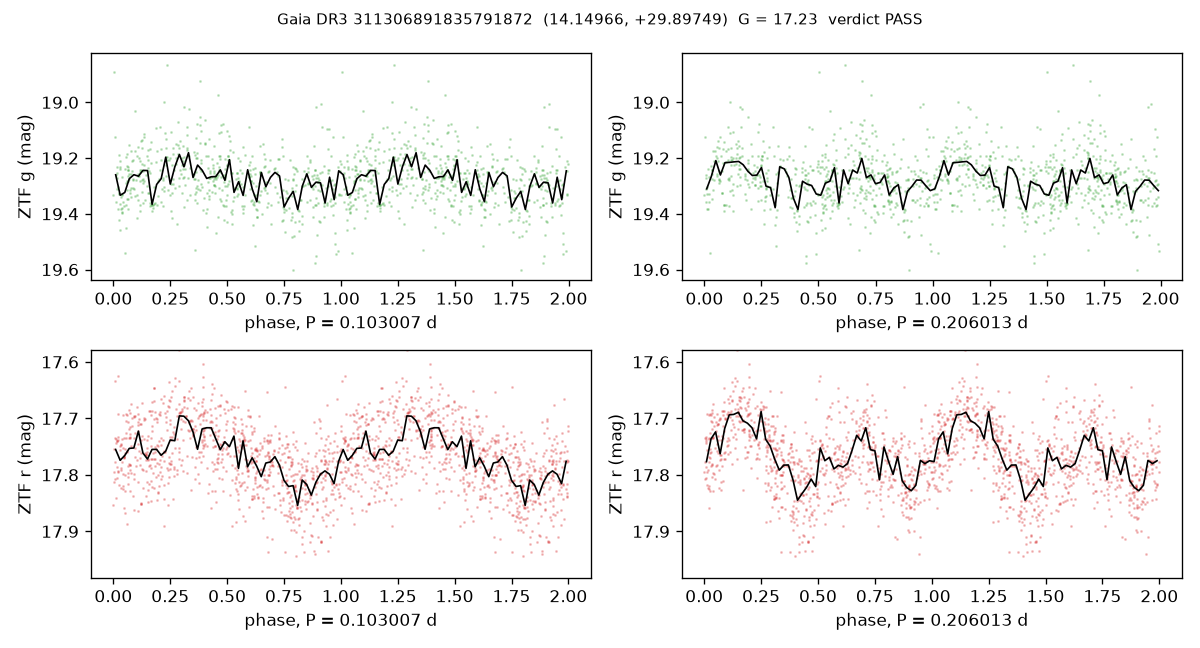 Gaia DR3 311306891835791872  (14.14966, +29.89749)  G = 17.23  verdict PASS
ZTF g (mag)
19.0
19.2
19.4
19.6
0.00 0.25 0.50 0.75 1.00 1.25 1.50 1.75 2.00
phase, P = 0.103007 d
ZTF g (mag)
19.0
19.2
19.4
19.6
0.00 0.25 0.50 0.75 1.00 1.25 1.50 1.75 2.00
phase, P = 0.206013 d
ZTF r (mag)
17.6
17.7
17.8
17.9
0.00 0.25 0.50 0.75 1.00 1.25 1.50 1.75 2.00
phase, P = 0.103007 d
ZTF r (mag)
17.6
17.7
17.8
17.9
0.00 0.25 0.50 0.75 1.00 1.25 1.50 1.75 2.00
phase, P = 0.206013 d